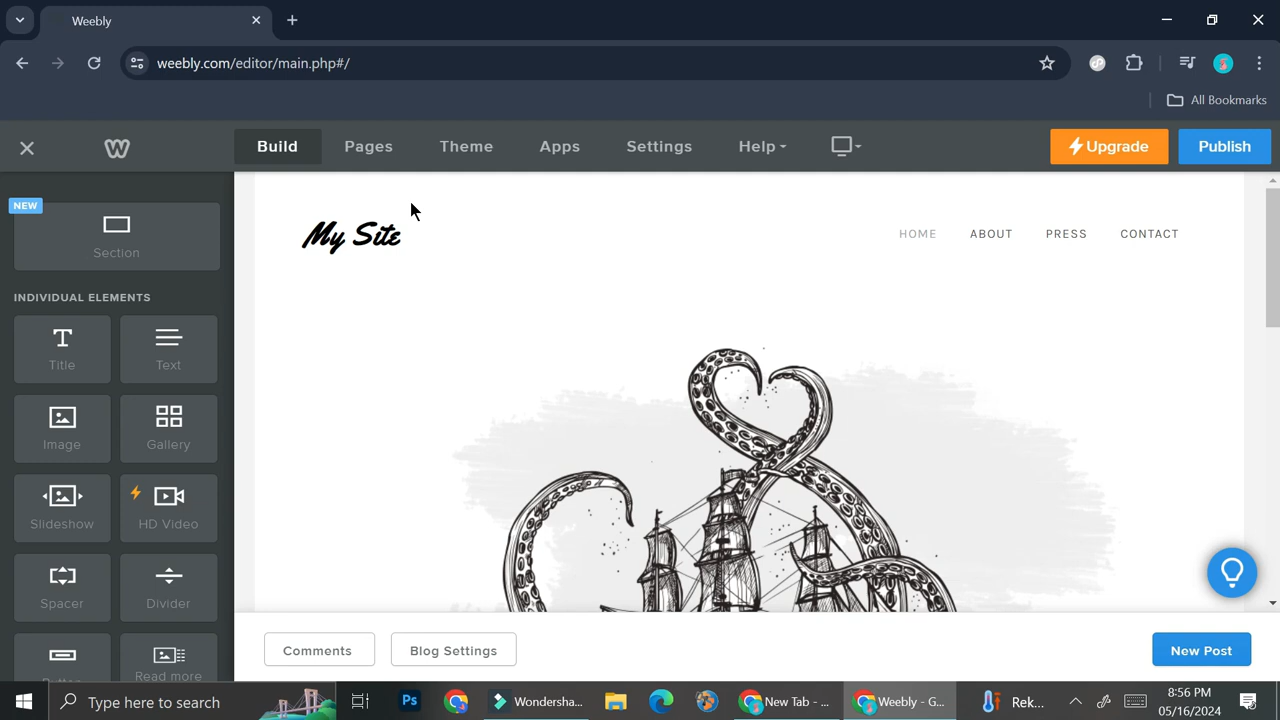 Weebly
weebly.com/editor/main.php#/
All Bookmarks
Build
Pages
Theme
Apps
Settings
Help
Upgrade
Publish
NEW
Section
INDIVIDUAL ELEMENTS
Title
Text
Image
Gallery
Slideshow
HD Video
Spacer
Divider
Read more
My Site
HOME
ABOUT
PRESS
CONTACT
Comments
Blog Settings
New Post
Type here to search
Ps
Wondersha...
New Tab - ...
Weebly - G...
Rek...
8:56 PM
05/16/2024